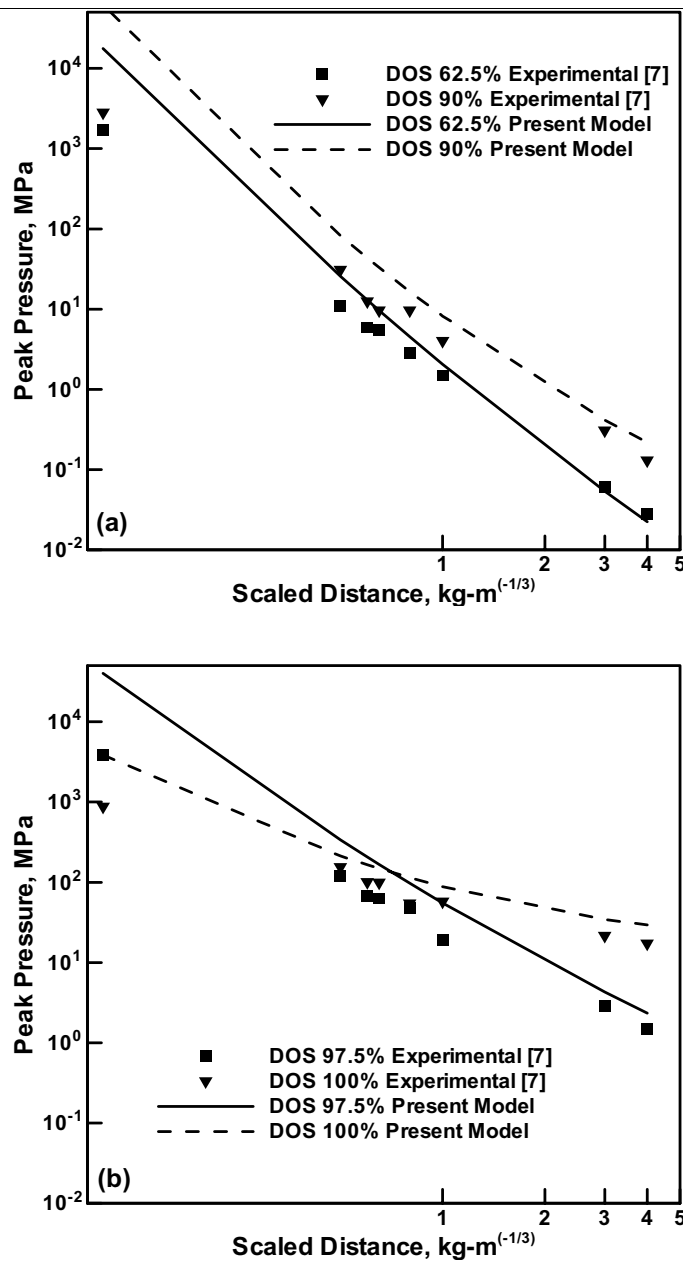 DOS 62.5% Experimental [7]
DOS 90% Experimental [7]
DOS 62.5% Present Model
DOS 90% Present Model
Peak Pressure, MPa
10^4
10^3
10^2
10^1
10^0
10^-1
10^-2
(a)
1 2 3 4 5
Scaled Distance, kg-m^(-1/3)
Peak Pressure, MPa
10^4
10^3
10^2
10^1
10^0
10^-1
10^-2
DOS 97.5% Experimental [7]
DOS 100% Experimental [7]
DOS 97.5% Present Model
DOS 100% Present Model
(b)
1 2 3 4 5
Scaled Distance, kg-m^(-1/3)